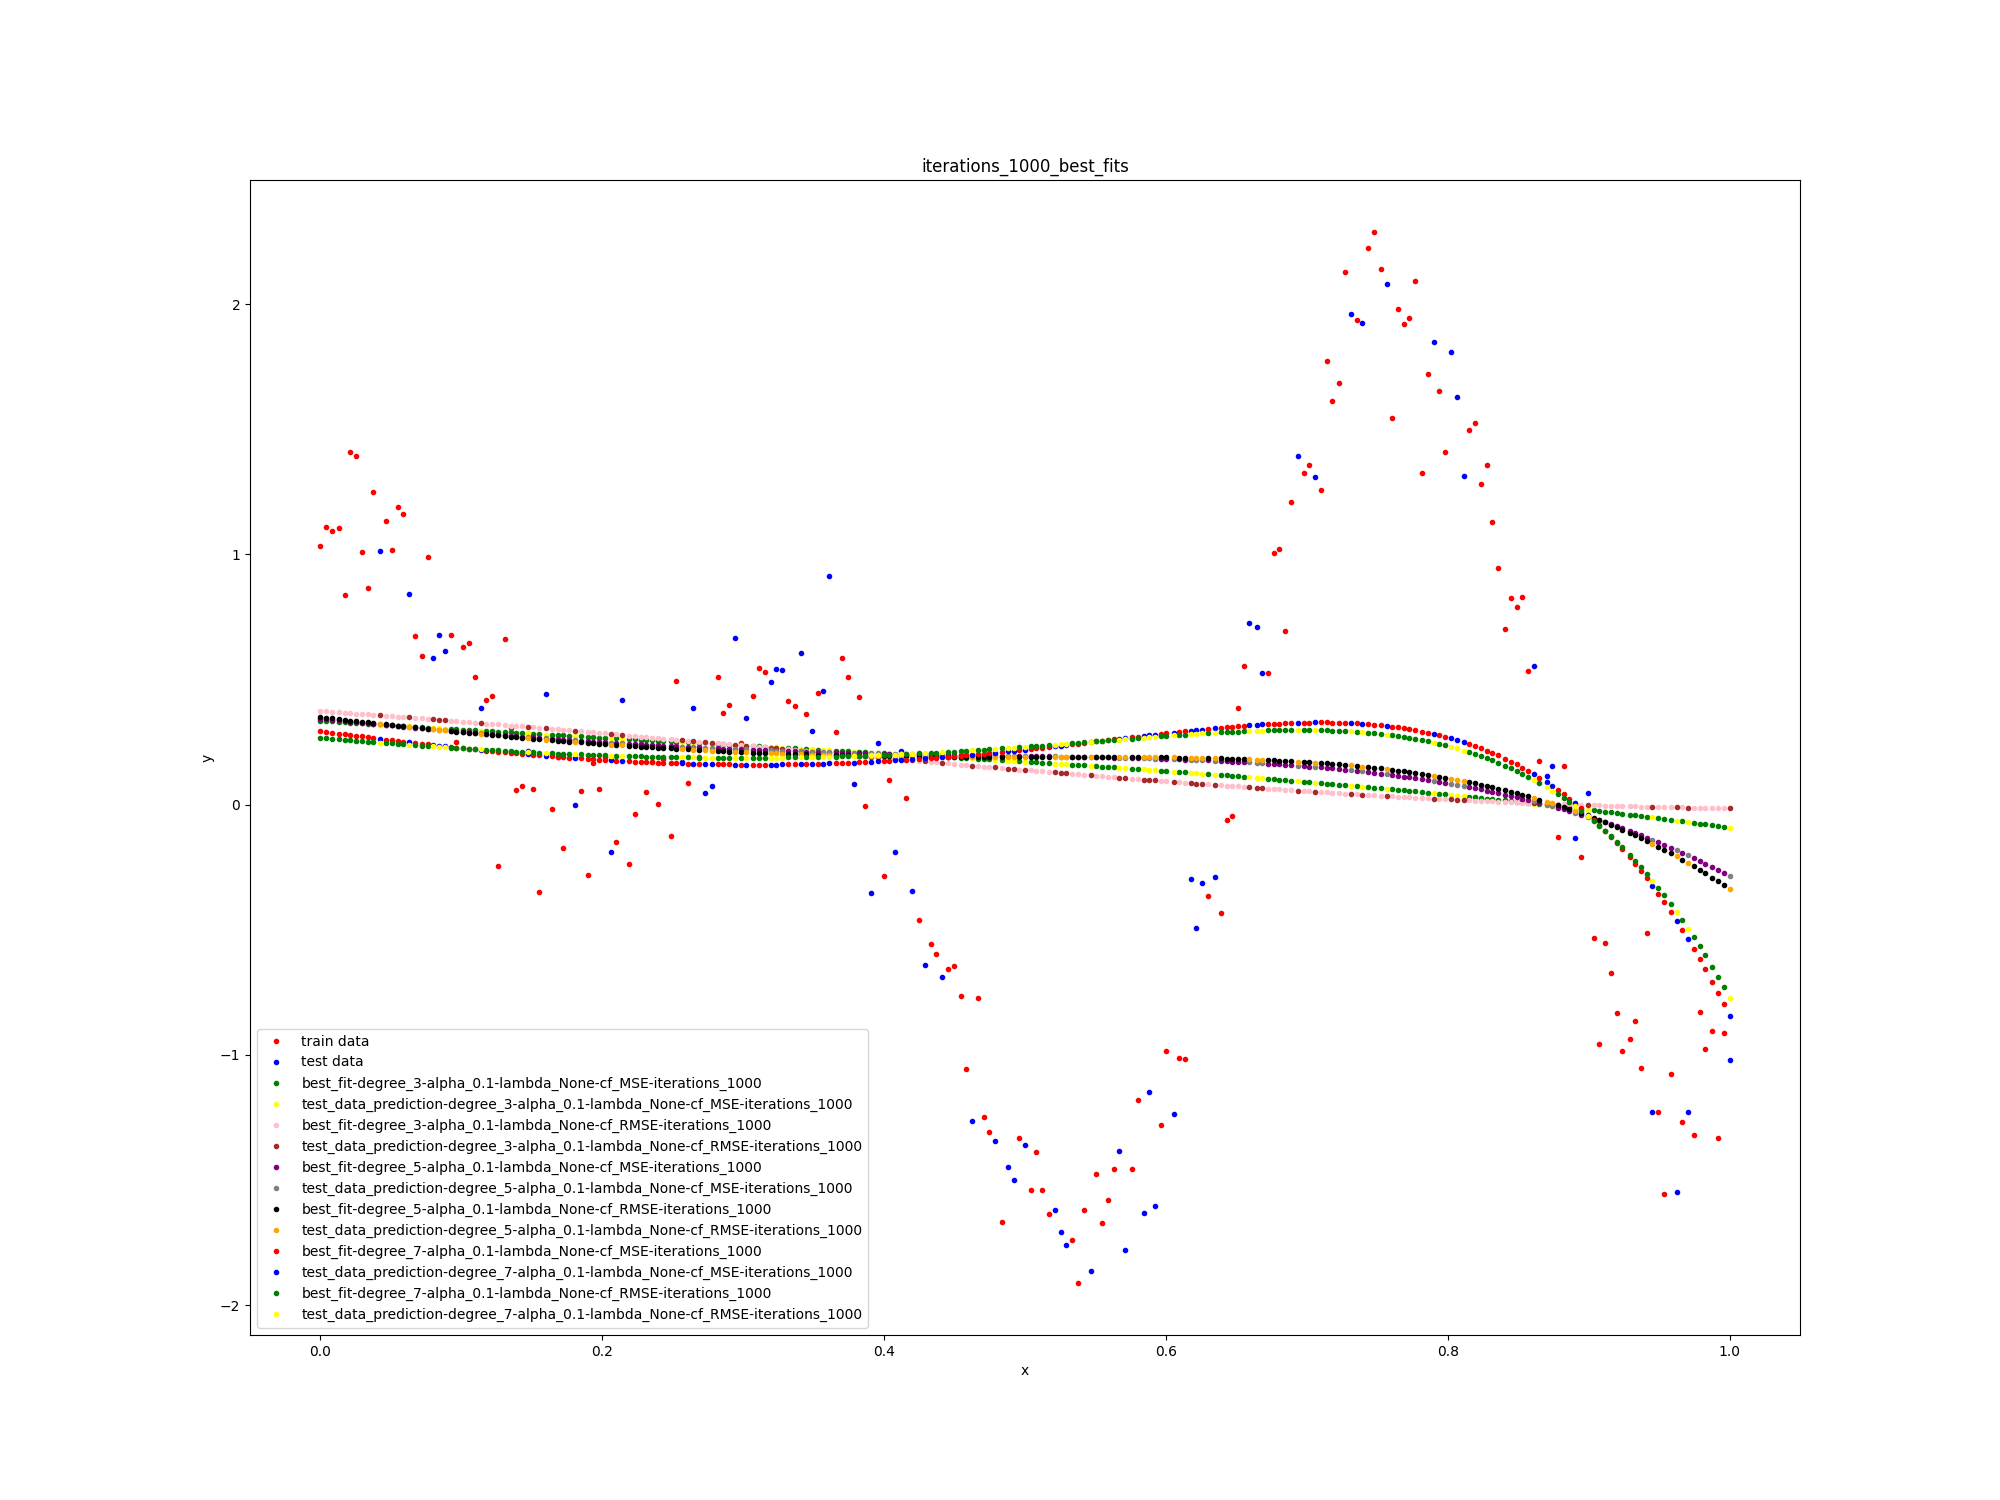 iterations_1000_best_fits
2
1
0
−1
−2
y
train data
test data
best_fit-degree_3-alpha_0.1-lambda_None-cf_MSE-iterations_1000
test_data_prediction-degree_3-alpha_0.1-lambda_None-cf_MSE-iterations_1000
best_fit-degree_3-alpha_0.1-lambda_None-cf_RMSE-iterations_1000
test_data_prediction-degree_3-alpha_0.1-lambda_None-cf_RMSE-iterations_1000
best_fit-degree_5-alpha_0.1-lambda_None-cf_MSE-iterations_1000
test_data_prediction-degree_5-alpha_0.1-lambda_None-cf_MSE-iterations_1000
best_fit-degree_5-alpha_0.1-lambda_None-cf_RMSE-iterations_1000
test_data_prediction-degree_5-alpha_0.1-lambda_None-cf_RMSE-iterations_1000
best_fit-degree_7-alpha_0.1-lambda_None-cf_MSE-iterations_1000
test_data_prediction-degree_7-alpha_0.1-lambda_None-cf_MSE-iterations_1000
best_fit-degree_7-alpha_0.1-lambda_None-cf_RMSE-iterations_1000
test_data_prediction-degree_7-alpha_0.1-lambda_None-cf_RMSE-iterations_1000
0.0 0.2 0.4 0.6 0.8 1.0
x